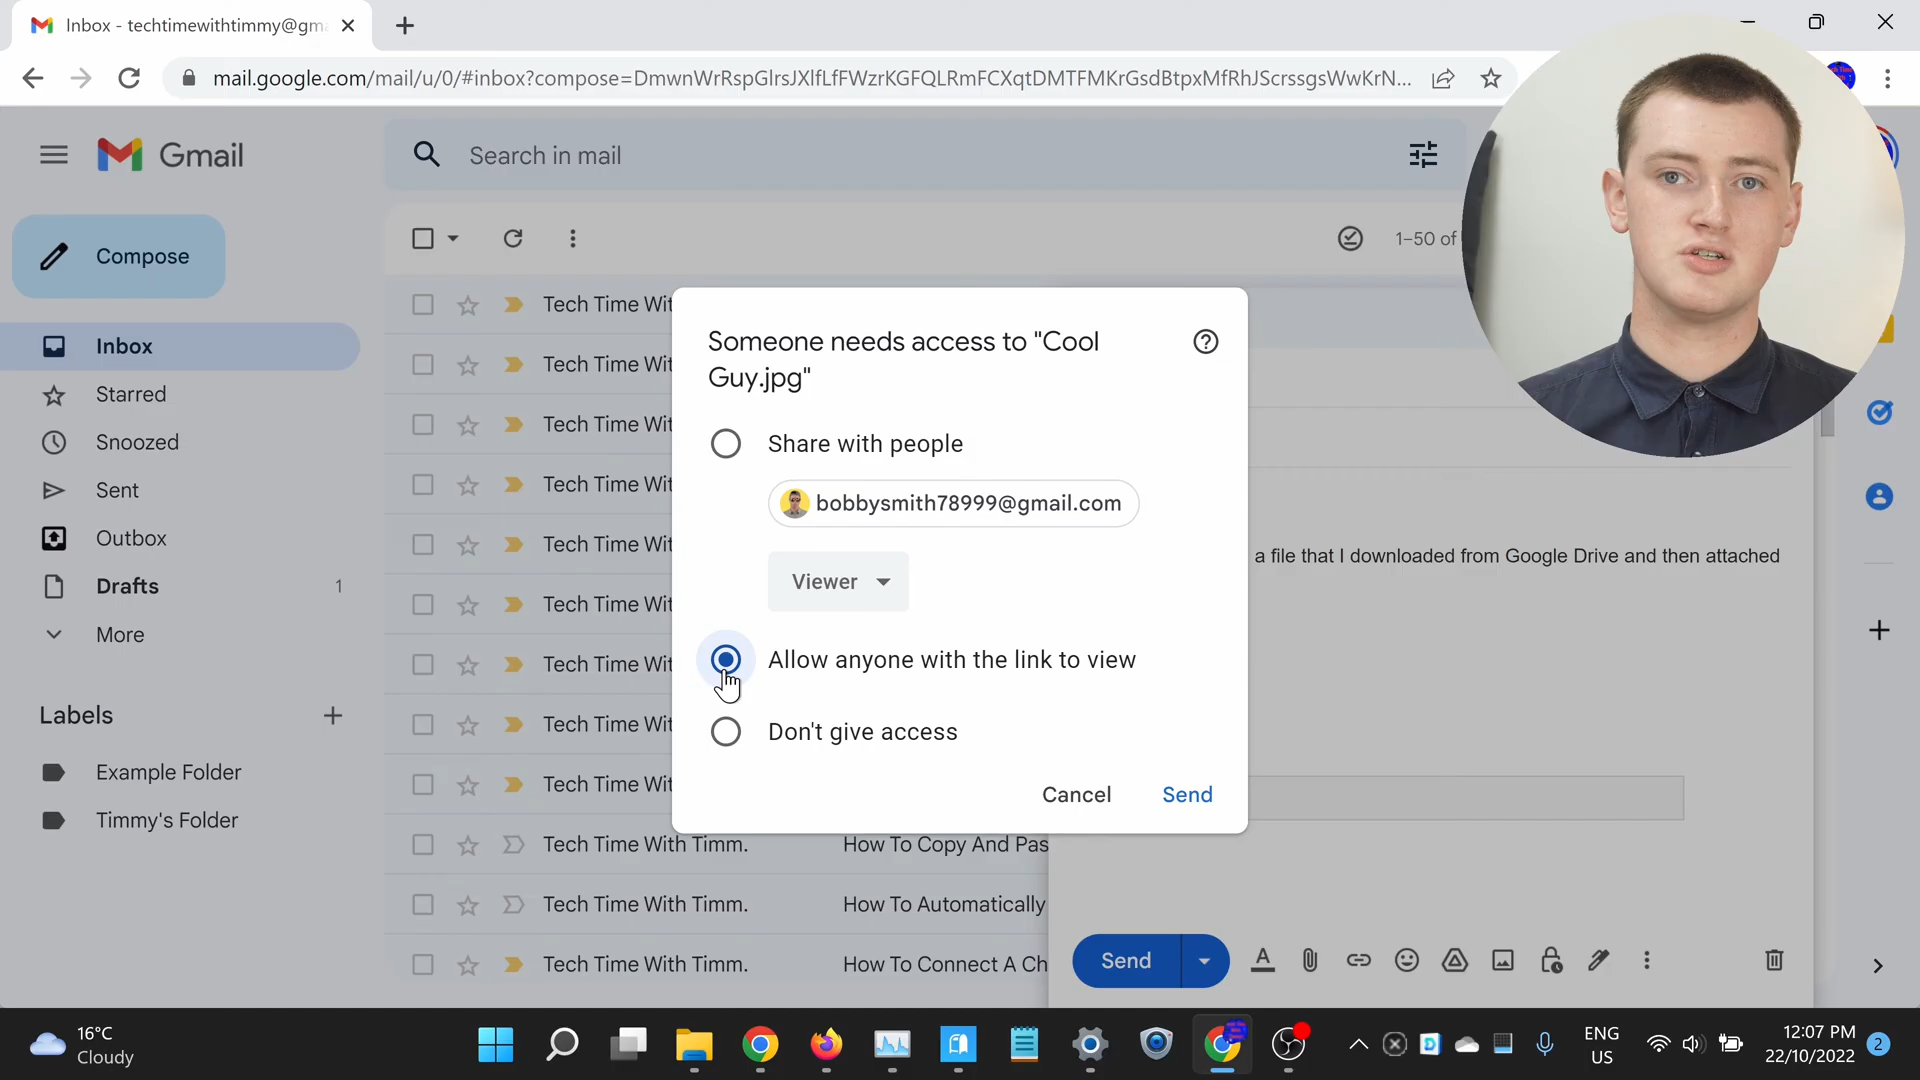 Inbox - techtimewithtimmy@gma
mail.google.com/mail/u/0/#inbox?compose=DmwnWrRspGlrsJXlfLfFWzrKGFQLRmFCXqtDMTFMKrGsdBtpxMfRhJScrssgsWwKrN...
Gmail
Search in mail
Compose
1–50 of
Inbox
Starred
Snoozed
Sent
Outbox
Drafts 1
More
Labels
Example Folder
Timmy's Folder
Tech Time Wit
Tech Time Wit
Tech Time Wit
Tech Time Wit
Tech Time Wit
Tech Time Wit
Tech Time Wit
Tech Time Wit
Tech Time Wit
Tech Time With Timm. How To Copy And Pas
Tech Time With Timm. How To Automatically
Tech Time With Timm. How To Connect A Ch
Someone needs access to "Cool
Guy.jpg"
Share with people
bobbysmith78999@gmail.com
Viewer
Allow anyone with the link to view
Don't give access
Cancel Send
a file that I downloaded from Google Drive and then attached
Send
16°C
Cloudy
ENG
US
12:07 PM
22/10/2022
2